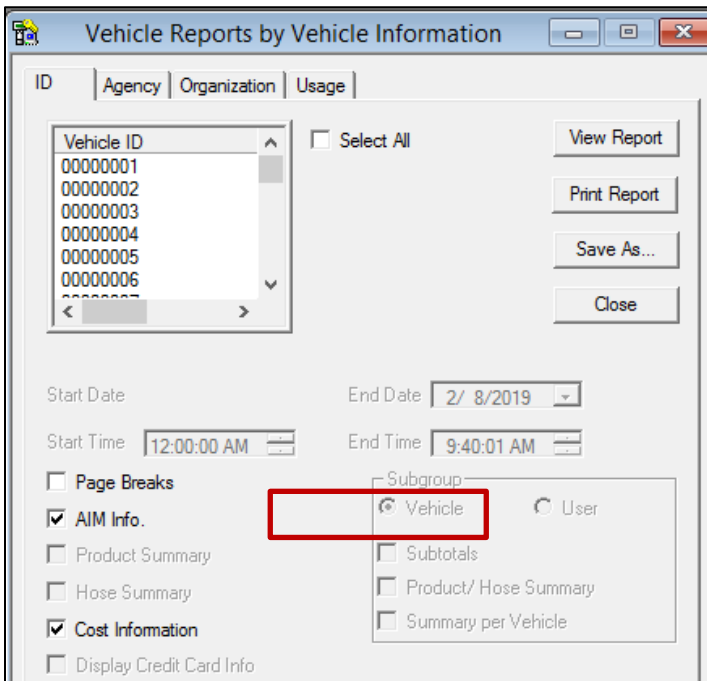 Vehicle Reports by Vehicle Information
ID Agency Organization Usage
Vehicle ID
00000001
00000002
00000003
00000004
00000005
00000006
Select All
View Report
Print Report
Save As...
Close
Start Date
End Date 2/ 8/2019
Start Time 12:00:00 AM
End Time 9:40:01 AM
Page Breaks
AIM Info.
Product Summary
Hose Summary
Cost Information
Display Credit Card Info
Subgroup
Vehicle User
Subtotals
Product/ Hose Summary
Summary per Vehicle